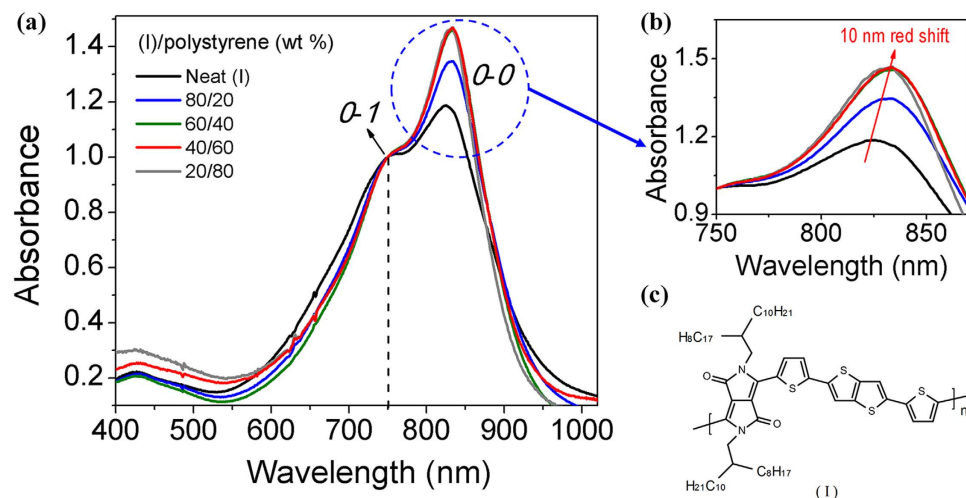 (a)
(I)/polystyrene (wt %)
Neat (I)
80/20
60/40
40/60
20/80
0-1
0-0
Absorbance
1.4
1.2
1.0
0.8
0.6
0.4
0.2
400 500 600 700 800 900 1000
Wavelength (nm)
(b)
10 nm red shift
Absorbance
1.5
1.2
0.9
750 800 850
Wavelength (nm)
(c)
C10H21
H8C17
N
O
O
N
S
S
S
S
n
C8H17
H21C10
(I)